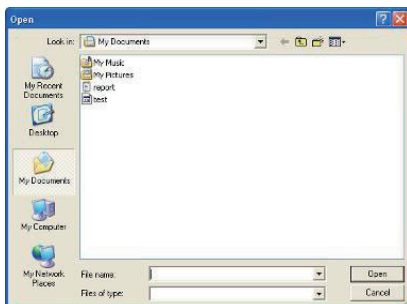 Open
Look in:
My Documents
My Recent
Documents
Desktop
My Documents
My Computer
My Network
Places
My Music
My Pictures
report
test
File name:
Open
Files of type:
Cancel